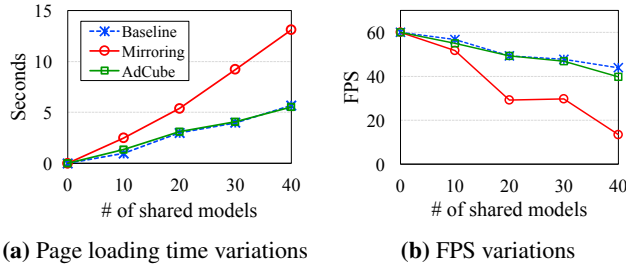 15
10
5
0
Seconds
Baseline
Mirroring
AdCube
0 10 20 30 40
# of shared models
(a) Page loading time variations
80
60
40
20
0
FPS
0 10 20 30 40
# of shared models
(b) FPS variations